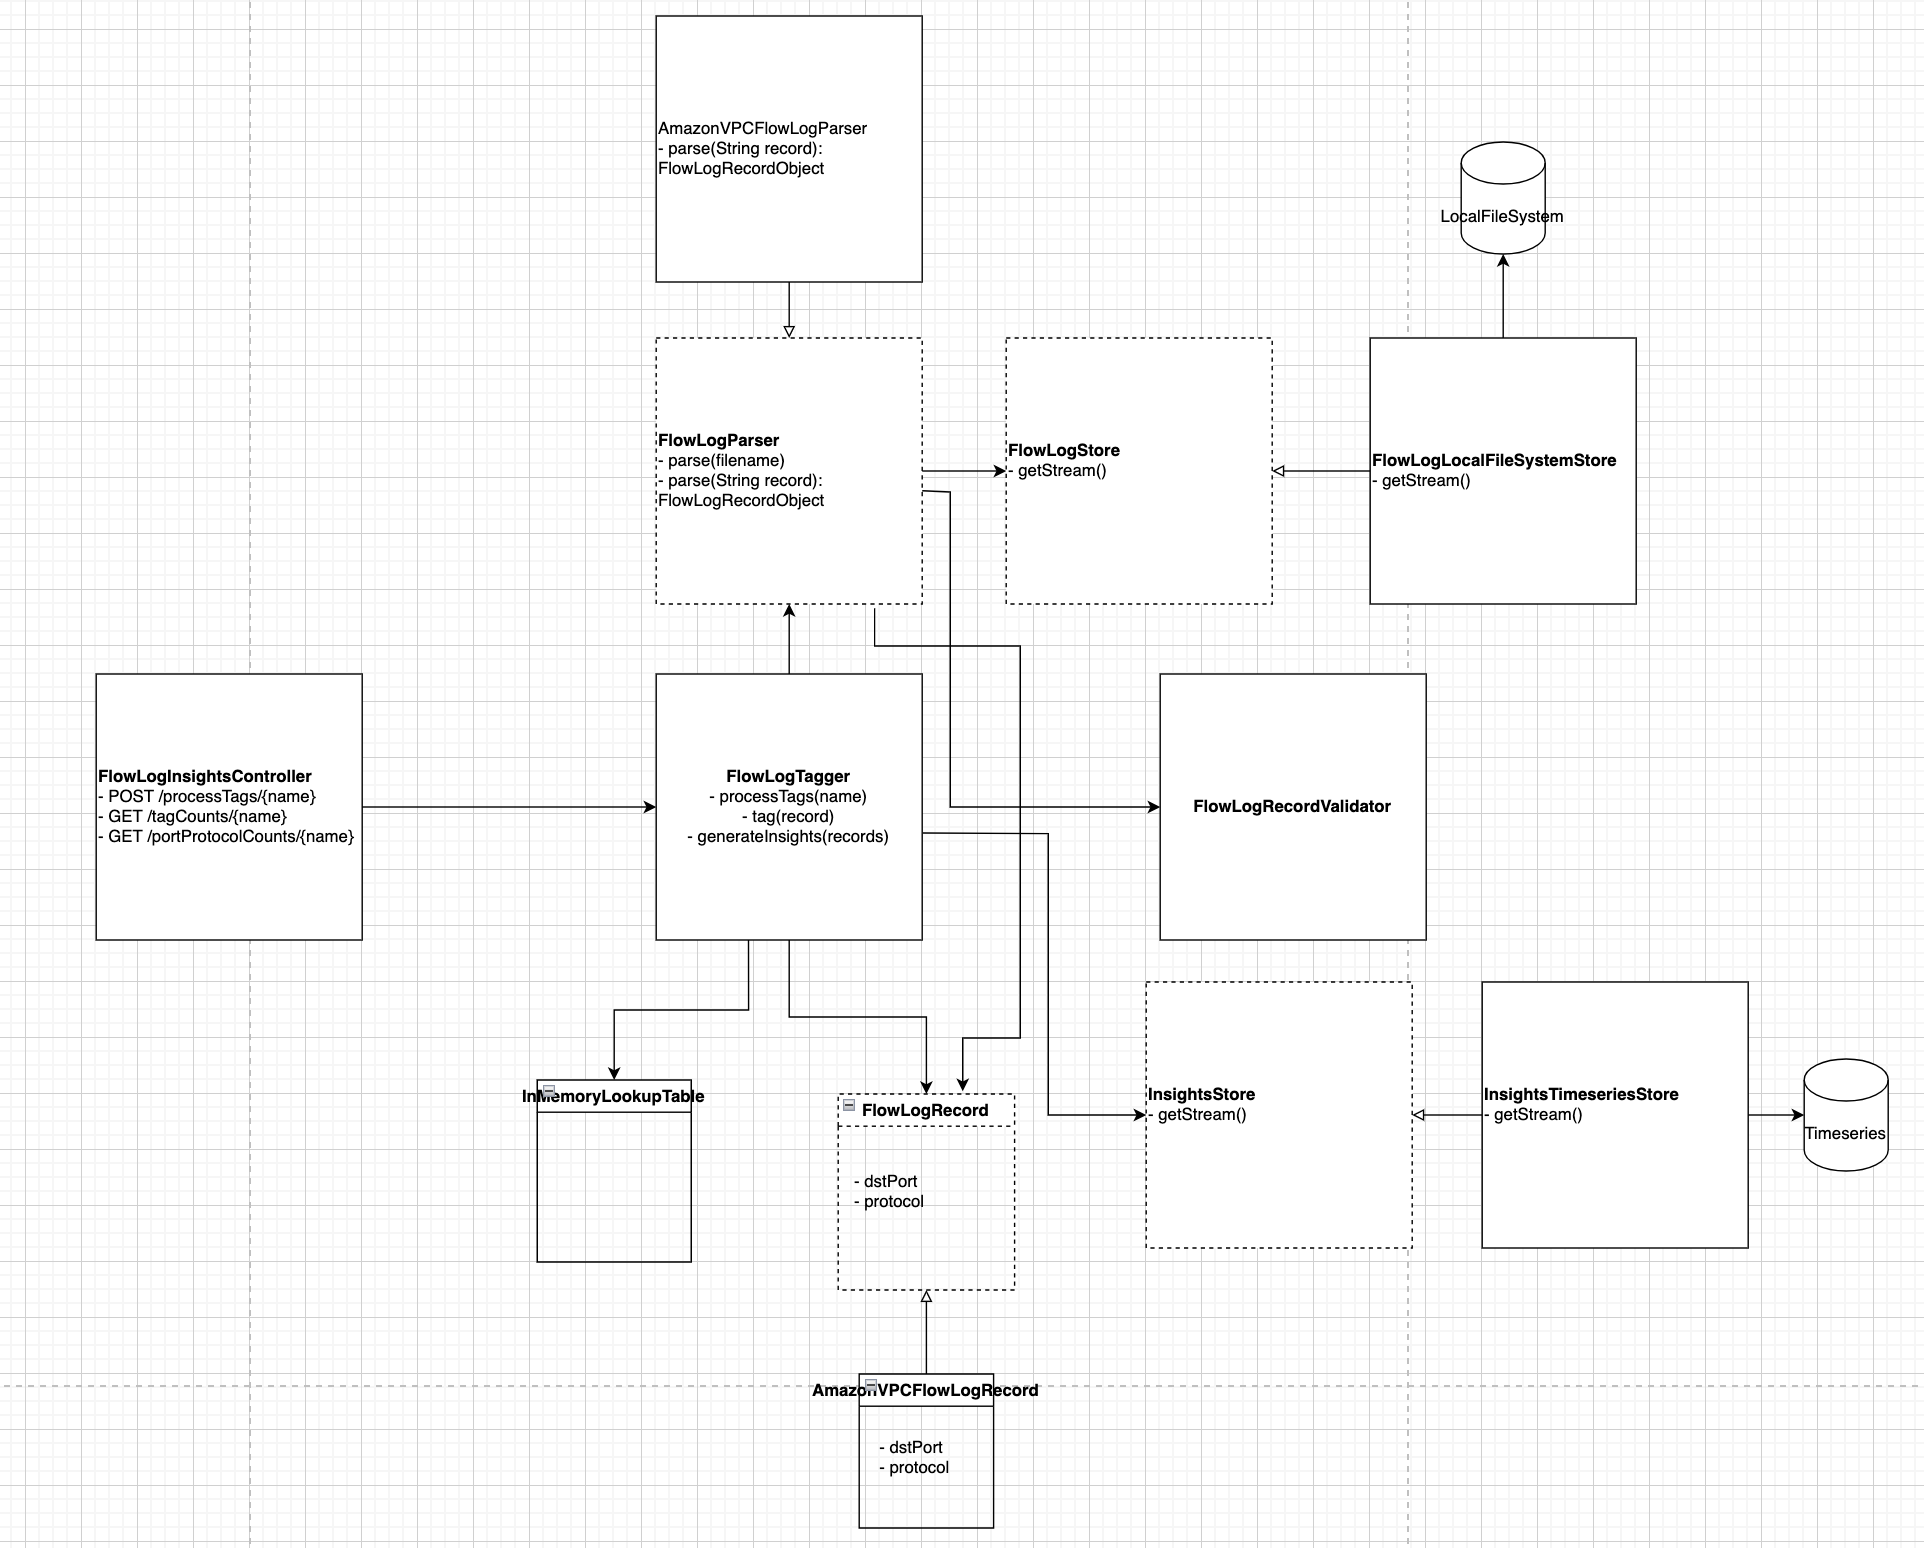 AmazonVPCFlowLogParser
- parse(String record):
FlowLogRecordObject
LocalFileSystem
FlowLogParser
- parse(filename)
- parse(String record):
FlowLogRecordObject
FlowLogStore
- getStream()
FlowLogLocalFileSystemStore
- getStream()
FlowLogInsightsController
- POST /processTags/{name}
- GET /tagCounts/{name}
- GET /portProtocolCounts/{name}
FlowLogTagger
- processTags(name)
- tag(record)
- generateInsights(records)
FlowLogRecordValidator
InMemoryLookupTable
FlowLogRecord
- dstPort
- protocol
InsightsStore
- getStream()
InsightsTimeseriesStore
- getStream()
Timeseries
AmazonVPCFlowLogRecord
- dstPort
- protocol